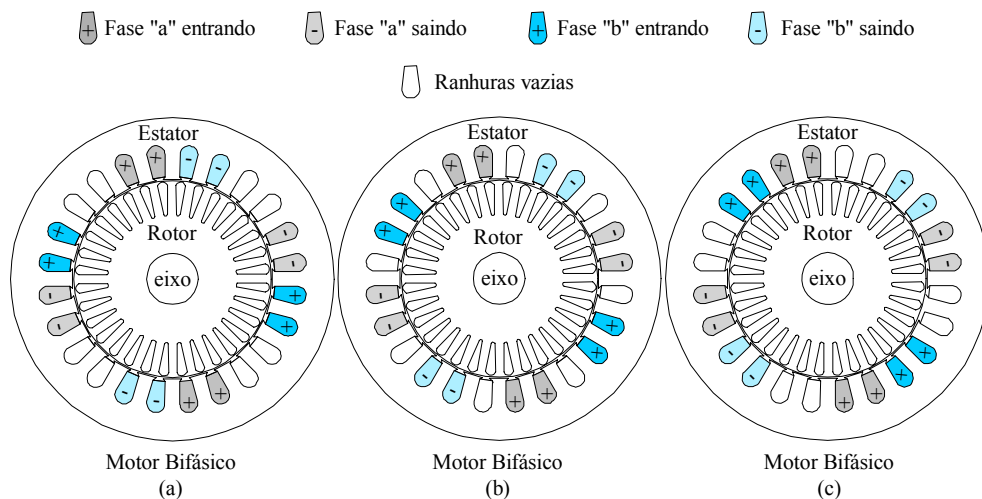 Fase "a" entrando
Fase "a" saindo
Fase "b" entrando
Fase "b" saindo
Ranhuras vazias
Estator
Rotor
eixo
Motor Bifásico
(a)
Estator
Rotor
eixo
Motor Bifásico
(b)
Estator
Rotor
eixo
Motor Bifásico
(c)